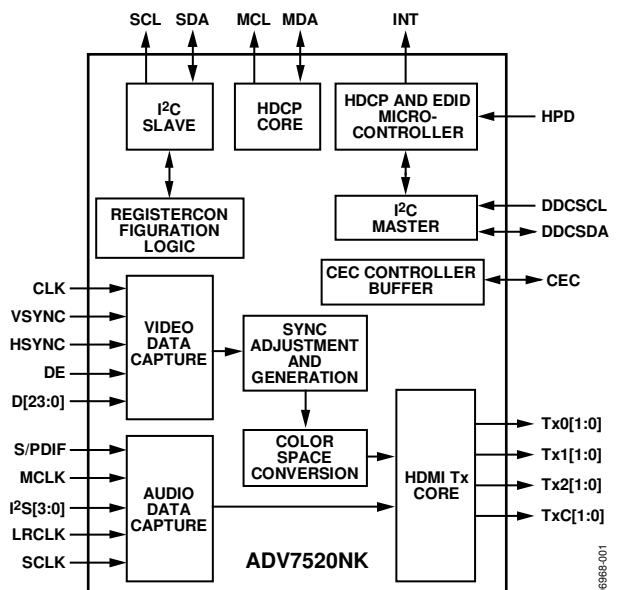 SCL SDA MCL MDA INT
I²C
SLAVE
HDCP
CORE
HDCP AND EDID
MICRO-
CONTROLLER
HPD
REGISTERCON
FIGURATION
LOGIC
I²C
MASTER
DDCSCL
DDCSDA
CEC CONTROLLER
BUFFER
CEC
CLK
VSYNC
HSYNC
DE
D[23:0]
VIDEO
DATA
CAPTURE
SYNC
ADJUSTMENT
AND
GENERATION
COLOR
SPACE
CONVERSION
S/PDIF
MCLK
I²S[3:0]
LRCLK
SCLK
AUDIO
DATA
CAPTURE
HDMI Tx
CORE
Tx0[1:0]
Tx1[1:0]
Tx2[1:0]
TxC[1:0]
ADV7520NK